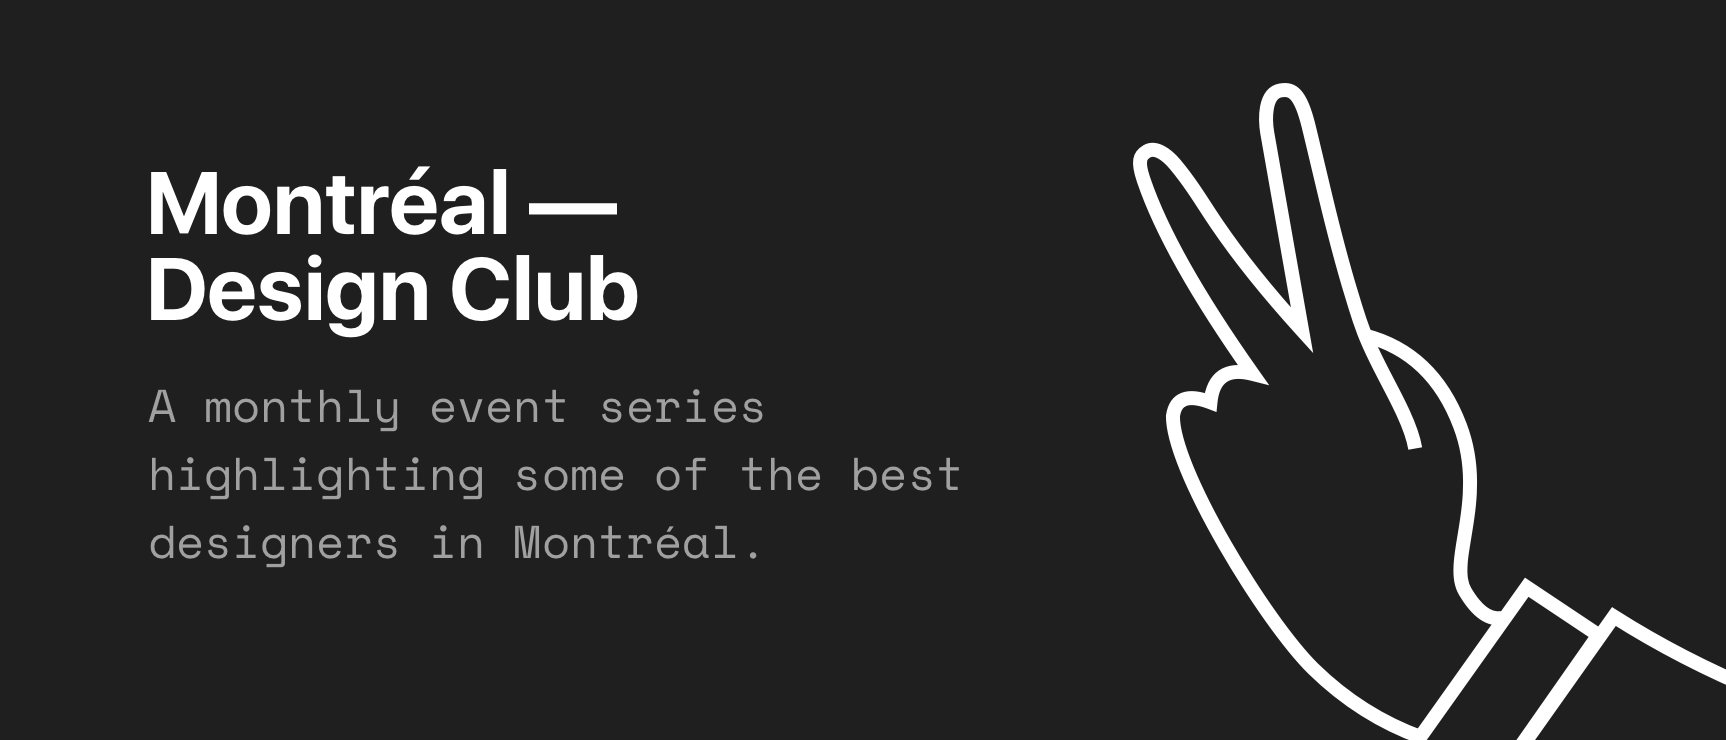 Montréal —
Design Club
A monthly event series
highlighting some of the best
designers in Montréal.